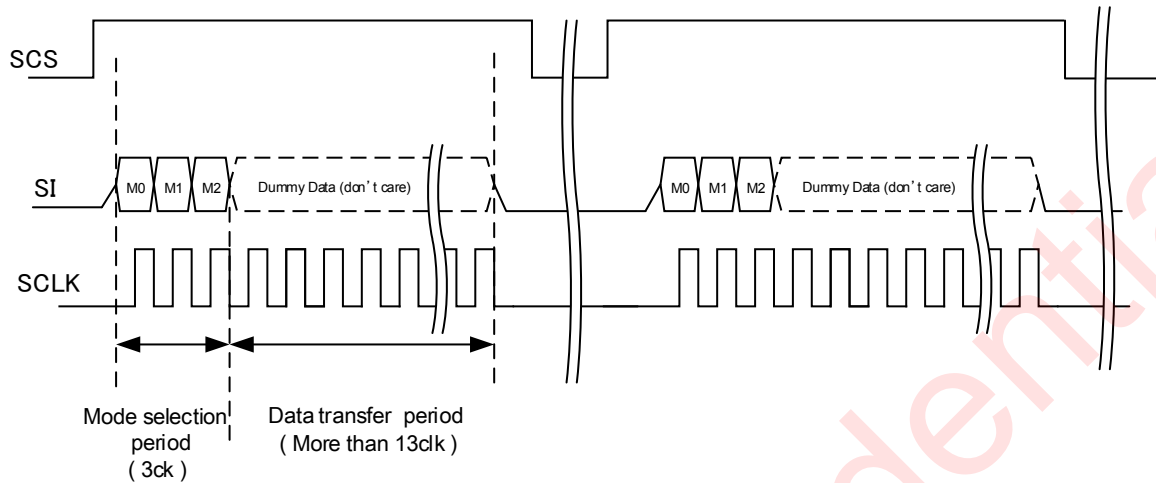 SCS
SI
M0 M1 M2 Dummy Data (don't care)
M0 M1 M2 Dummy Data (don't care)
SCLK
Mode selection
period
( 3ck )
Data transfer period
( More than 13clk )